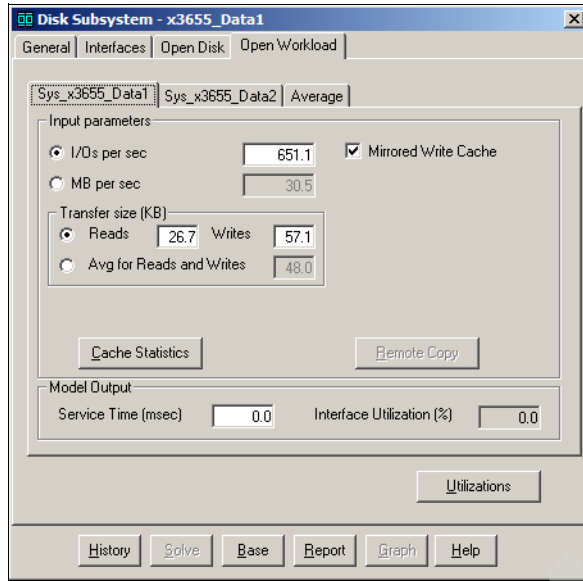 Disk Subsystem - x3655_Data1
General Interfaces Open Disk Open Workload
Sys_x3655_Data1 Sys_x3655_Data2 Average
Input parameters
I/Os per sec 651.1 Mirrored Write Cache
MB per sec 30.5
Transfer size (KB)
Reads 26.7 Writes 57.1
Avg for Reads and Writes 48.0
Cache Statistics Remote Copy
Model Output
Service Time (msec) 0.0 Interface Utilization (%) 0.0
Utilizations
History Solve Base Report Graph Help